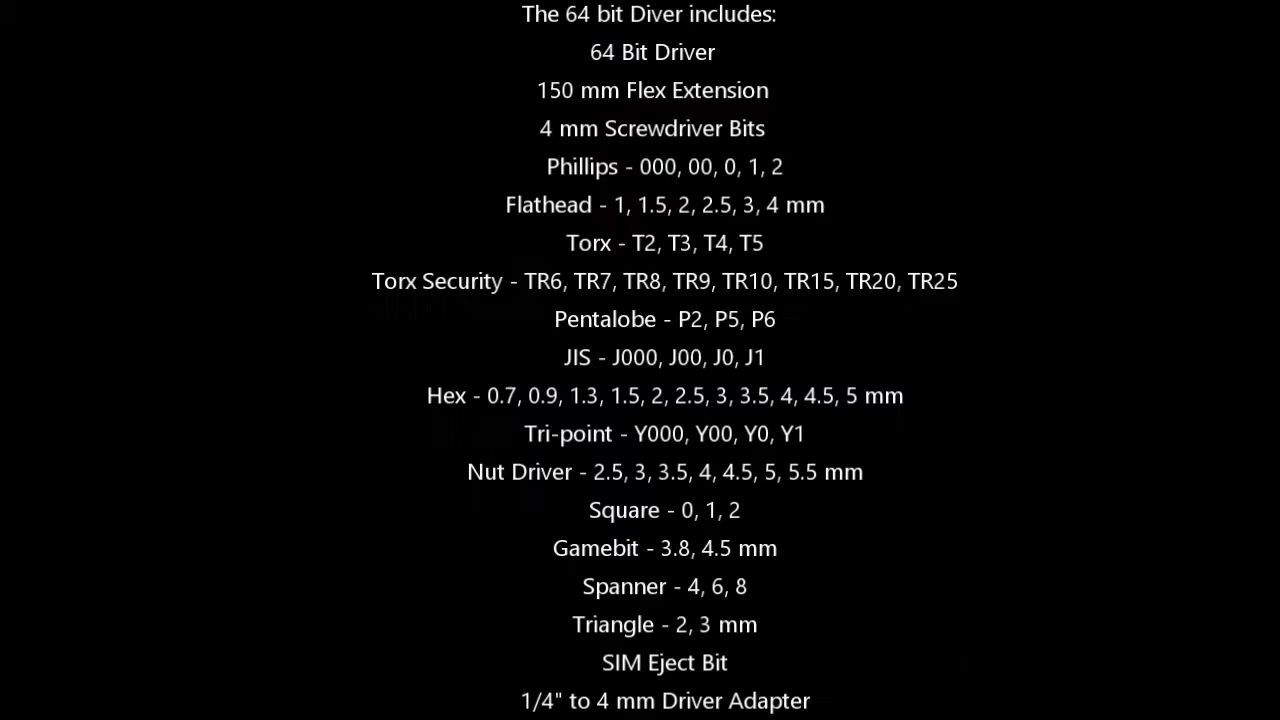 The 64 bit Diver includes:
64 Bit Driver
150 mm Flex Extension
4 mm Screwdriver Bits
Phillips - 000, 00, 0, 1, 2
Flathead - 1, 1.5, 2, 2.5, 3, 4 mm
Torx - T2, T3, T4, T5
Torx Security - TR6, TR7, TR8, TR9, TR10, TR15, TR20, TR25
Pentalobe - P2, P5, P6
JIS - J000, J00, J0, J1
Hex - 0.7, 0.9, 1.3, 1.5, 2, 2.5, 3, 3.5, 4, 4.5, 5 mm
Tri-point - Y000, Y00, Y0, Y1
Nut Driver - 2.5, 3, 3.5, 4, 4.5, 5, 5.5 mm
Square - 0, 1, 2
Gamebit - 3.8, 4.5 mm
Spanner - 4, 6, 8
Triangle - 2, 3 mm
SIM Eject Bit
1/4" to 4 mm Driver Adapter